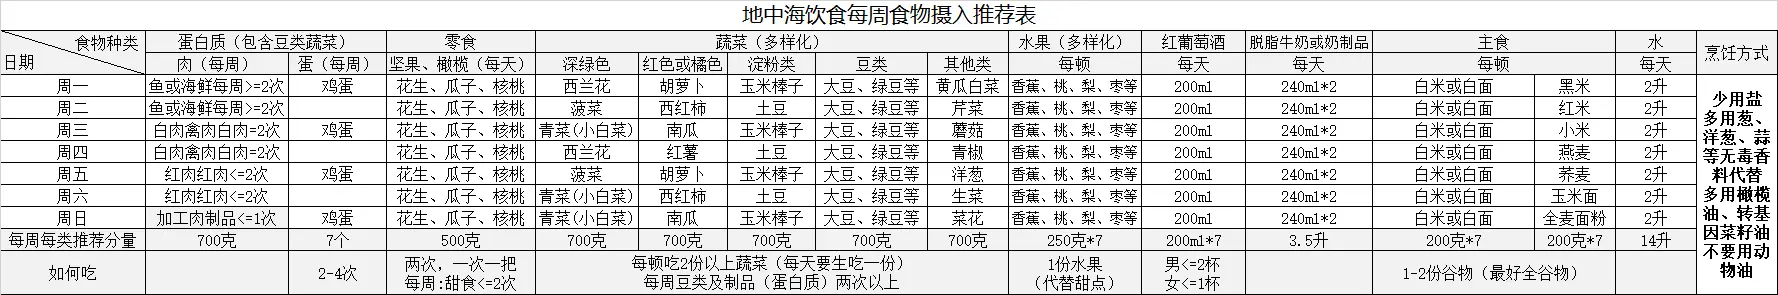 地中海饮食每周食物摄入推荐表
食物种类 蛋白质（包含豆类蔬菜） 零食 蔬菜（多样化） 水果（多样化） 红葡萄酒 脱脂牛奶或奶制品 主食 水 烹饪方式
日期 肉（每周） 蛋（每周） 坚果、橄榄（每天） 深绿色 红色或橘色 淀粉类 豆类 其他类 每顿 每天 每天 每顿 每天
周一 鱼或海鲜每周>=2次 鸡蛋 花生、瓜子、核桃 西兰花 胡萝卜 玉米棒子 大豆、绿豆等 黄瓜白菜 香蕉、桃、梨、枣等 200ml 240ml*2 白米或白面 黑米 2升
周二 鱼或海鲜每周>=2次 花生、瓜子、核桃 菠菜 西红柿 土豆 大豆、绿豆等 芹菜 香蕉、桃、梨、枣等 200ml 240ml*2 白米或白面 红米 2升
周三 白肉禽肉白肉=2次 鸡蛋 花生、瓜子、核桃 青菜(小白菜) 南瓜 玉米棒子 大豆、绿豆等 蘑菇 香蕉、桃、梨、枣等 200ml 240ml*2 白米或白面 小米 2升
周四 白肉禽肉白肉=2次 花生、瓜子、核桃 西兰花 红薯 土豆 大豆、绿豆等 青椒 香蕉、桃、梨、枣等 200ml 240ml*2 白米或白面 燕麦 2升
周五 红肉红肉<=2次 鸡蛋 花生、瓜子、核桃 菠菜 胡萝卜 玉米棒子 大豆、绿豆等 洋葱 香蕉、桃、梨、枣等 200ml 240ml*2 白米或白面 荞麦 2升
周六 红肉红肉<=2次 花生、瓜子、核桃 青菜(小白菜) 西红柿 土豆 大豆、绿豆等 生菜 香蕉、桃、梨、枣等 200ml 240ml*2 白米或白面 玉米面 2升
周日 加工肉制品<=1次 鸡蛋 花生、瓜子、核桃 青菜(小白菜) 南瓜 玉米棒子 大豆、绿豆等 菜花 香蕉、桃、梨、枣等 200ml 240ml*2 白米或白面 全麦面粉 2升
每周每类推荐分量 700克 7个 500克 700克 700克 700克 700克 700克 250克*7 200ml*7 3.5升 200克*7 200克*7 14升
如何吃 2-4次
两次，一次一把
每周:甜食<=2次
每顿吃2份以上蔬菜（每天要生吃一份）
每周豆类及制品（蛋白质）两次以上
1份水果
（代替甜点）
男<=2杯
女<=1杯
1-2份谷物（最好全谷物）
少用盐
多用葱、
洋葱、蒜
等无毒香
料代替
多用橄榄
油、转基
因菜籽油
不要用动
物油